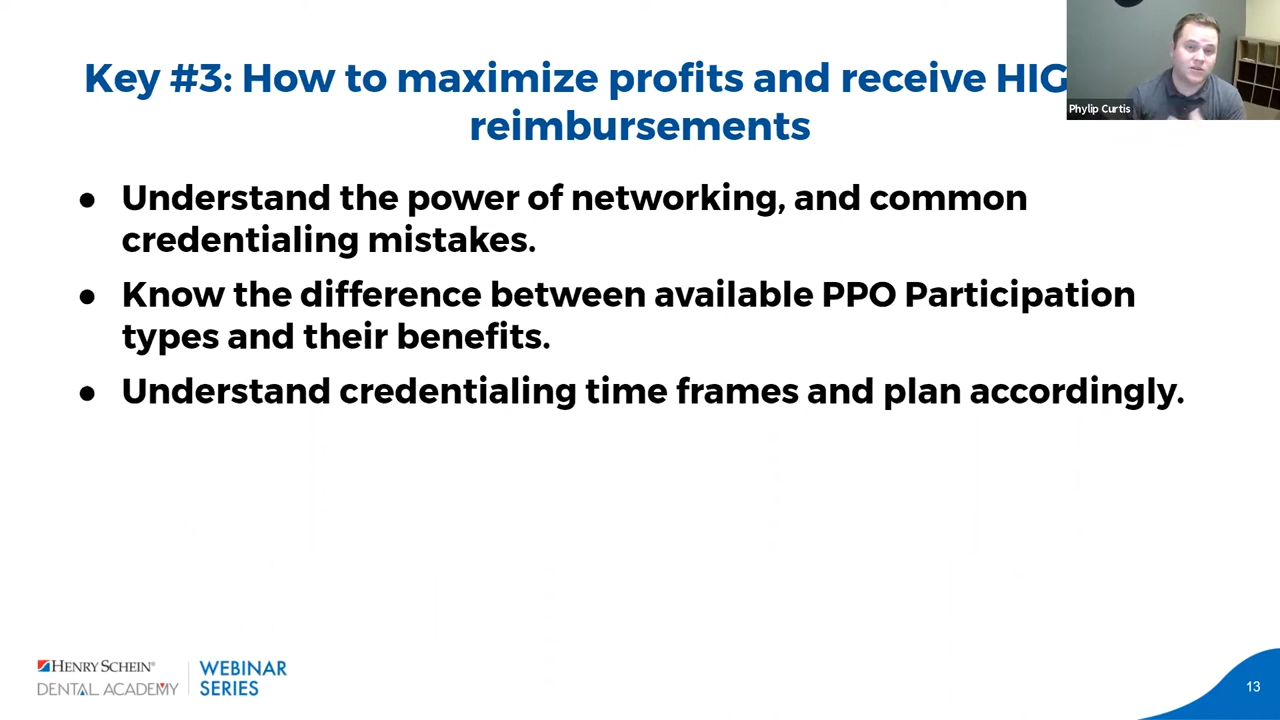 Key #3: How to maximize profits and receive HIG
reimbursements
● Understand the power of networking, and common
credentialing mistakes.
● Know the difference between available PPO Participation
types and their benefits.
● Understand credentialing time frames and plan accordingly.
Phylip Curtis
HENRY SCHEIN®
DENTAL ACADEMY
WEBINAR
SERIES
13